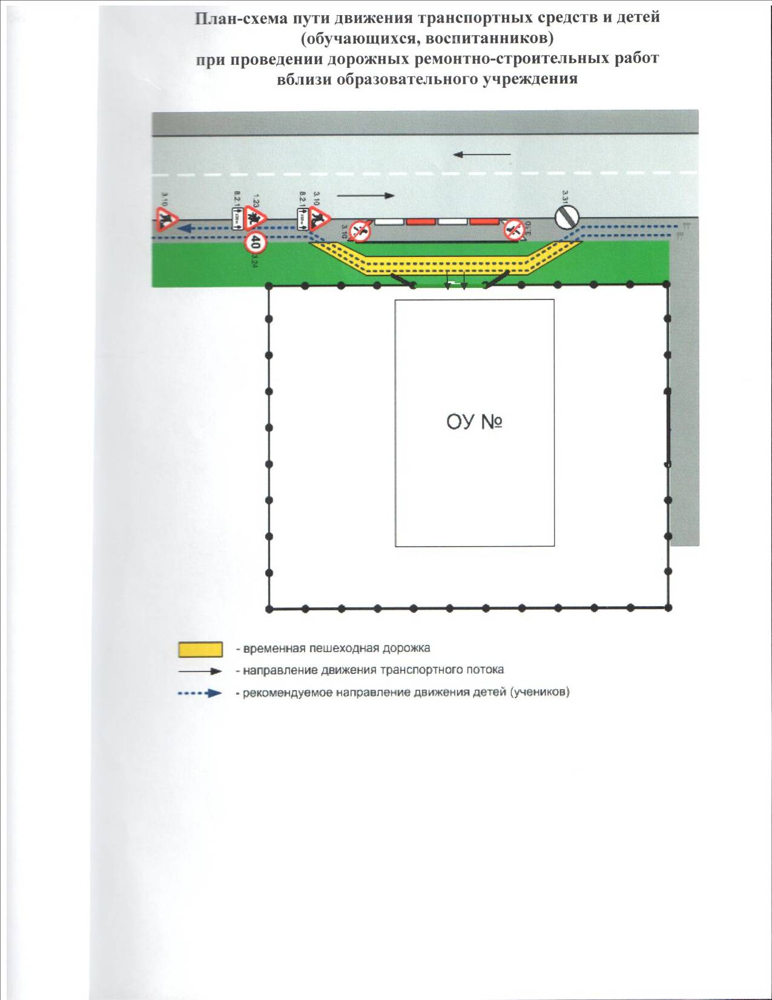 План-схема пути движения транспортных средств и детей
(обучающихся, воспитанников)
при проведении дорожных ремонтно-строительных работ
вблизи образовательного учреждения
3.10
8.2.1
1.23
8.2.1
3.10
3.31
3.10
3.10
40
3.24
ОУ №
- временная пешеходная дорожка
- направление движения транспортного потока
- рекомендуемое направление движения детей (учеников)